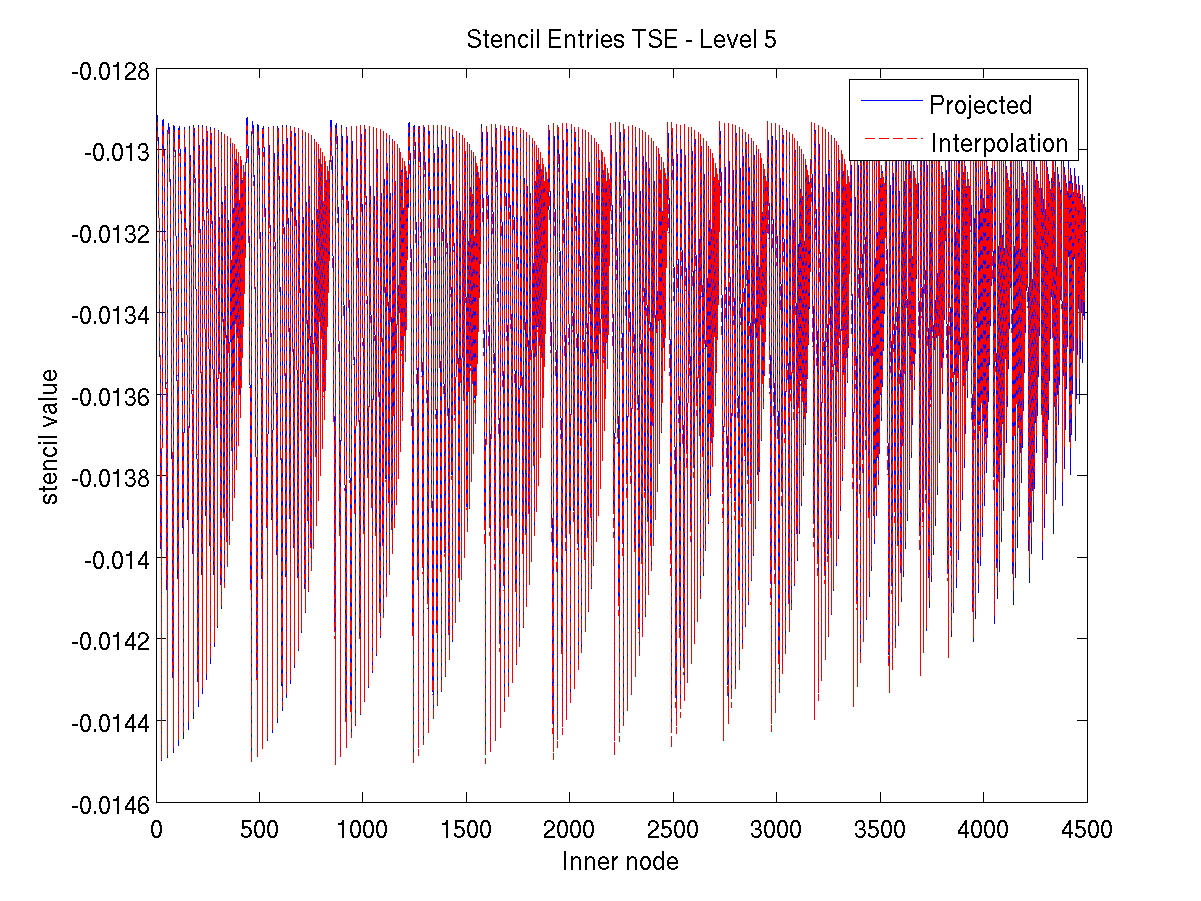 Stencil Entries TSE - Level 5
Projected
Interpolation
stencil value
-0.0128
-0.013
-0.0132
-0.0134
-0.0136
-0.0138
-0.014
-0.0142
-0.0144
-0.0146
0 500 1000 1500 2000 2500 3000 3500 4000 4500
Inner node